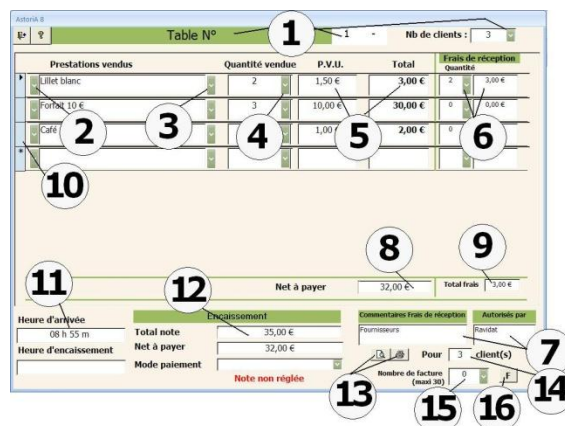 AstoriA 8
? Table N° 1 1 - Nb de clients : 3
Frais de réception
Prestations vendus Quantité vendue P.V.U. Total Quantité
Lillet blanc 2 1,50 € 3,00 € 2 3,00 €
Forfait 10 € 3 10,00 € 30,00 € 0 0,00 €
2 3 4 5 6
Café 1,00 € 2,00 € 0
*
10
8 9
Net à payer 32,00 € Total frais 3,00 €
11 12
Heure d'arrivée Encaissement Commentaires frais de réception Autorisés par
08 h 55 m Total note 35,00 € Fournisseurs Ravidat
Heure d'encaissement Net à payer 32,00 € 7
Mode paiement Pour 3 client(s)
Note non réglée 13 Nombre de facture 0 F 14
(maxi 30)
15 16